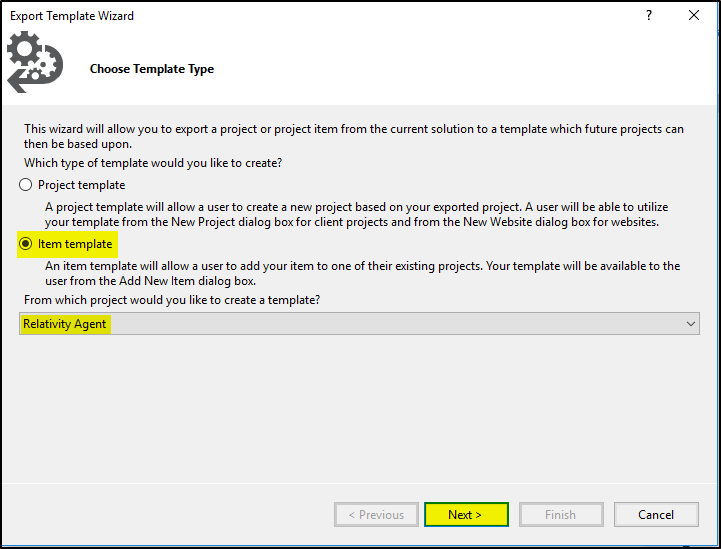 Export Template Wizard
?
Choose Template Type
This wizard will allow you to export a project or project item from the current solution to a template which future projects can
then be based upon.
Which type of template would you like to create?
Project template
A project template will allow a user to create a new project based on your exported project. A user will be able to utilize
your template from the New Project dialog box for client projects and from the New Website dialog box for websites.
Item template
An item template will allow a user to add your item to one of their existing projects. Your template will be available to the
user from the Add New Item dialog box.
From which project would you like to create a template?
Relativity Agent
< Previous
Next >
Finish
Cancel